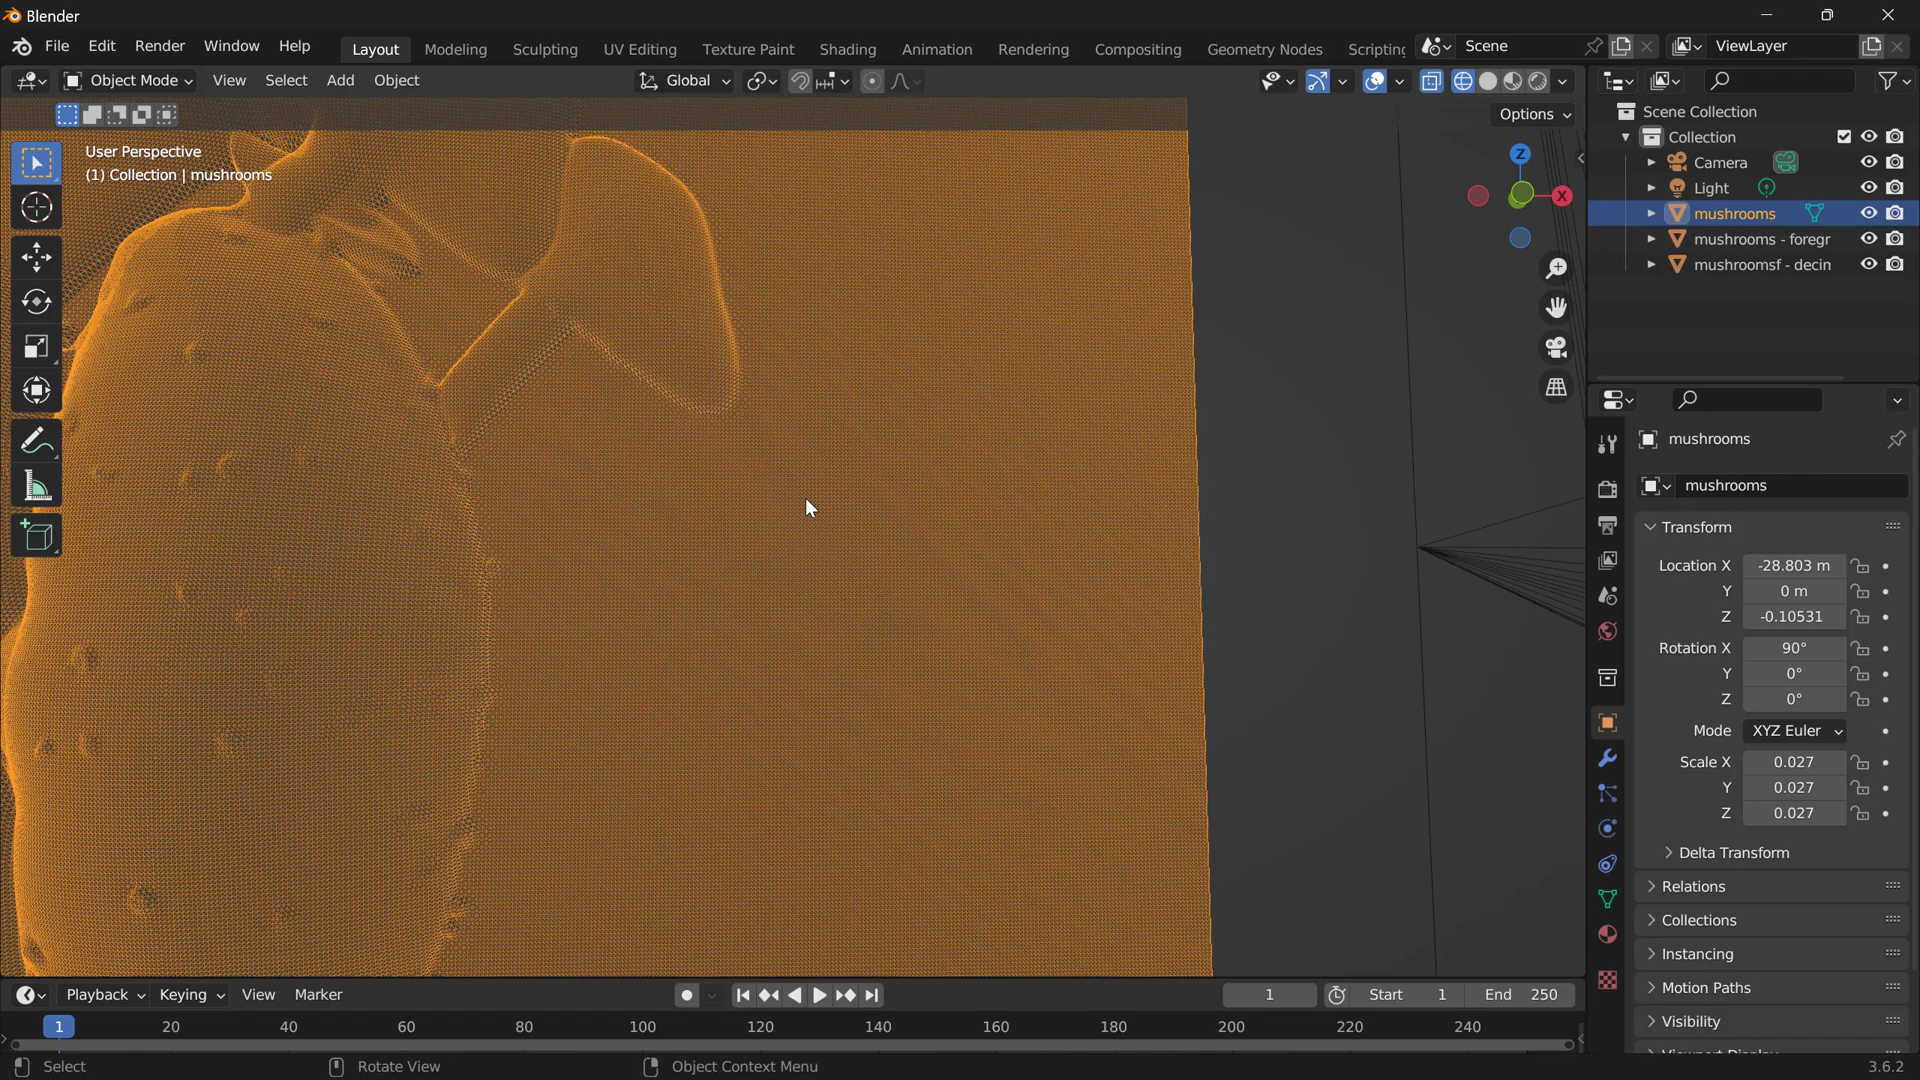 Blender
File Edit Render Window Help Layout Modeling Sculpting UV Editing Texture Paint Shading Animation Rendering Compositing Geometry Nodes Scripting Scene ViewLayer
Object Mode View Select Add Object Global
Options
User Perspective
(1) Collection | mushrooms
Z
X
Scene Collection
Collection
Camera
Light
mushrooms
mushrooms - foregr
mushroomsf - decin
mushrooms
mushrooms
Transform
Location X -28.803 m
Y 0 m
Z -0.10531
Rotation X 90°
Y 0°
Z 0°
Mode XYZ Euler
Scale X 0.027
Y 0.027
Z 0.027
Delta Transform
Relations
Collections
Instancing
Motion Paths
Visibility
Playback Keying View Marker 1 Start 1 End 250
1 20 40 60 80 100 120 140 160 180 200 220 240
Select Rotate View Object Context Menu 3.6.2